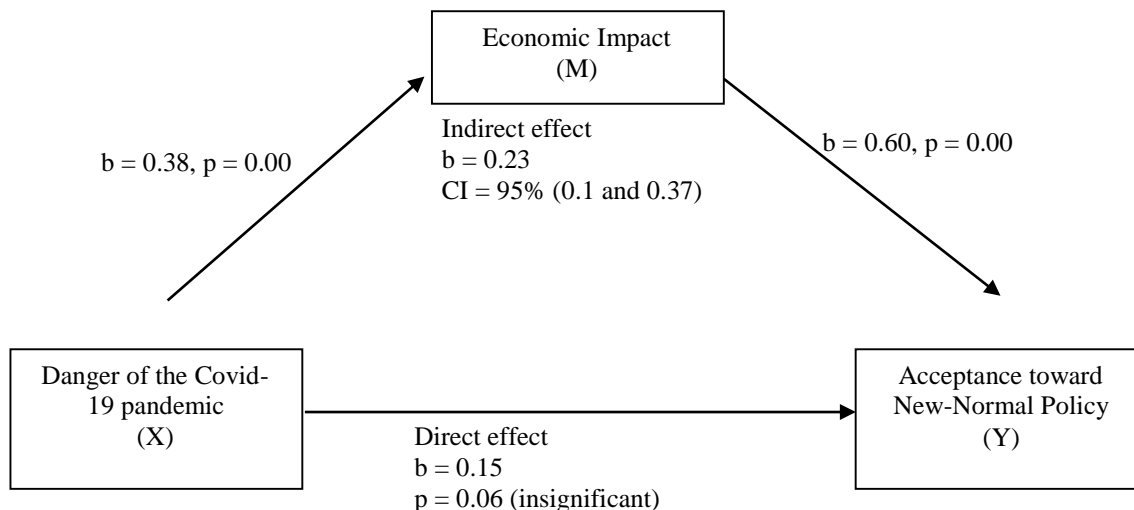 Economic Impact
(M)
Indirect effect
b = 0.23
CI = 95% (0.1 and 0.37)
b = 0.38, p = 0.00
b = 0.60, p = 0.00
Danger of the Covid-
19 pandemic
(X)
Direct effect
b = 0.15
p = 0.06 (insignificant)
Acceptance toward
New-Normal Policy
(Y)